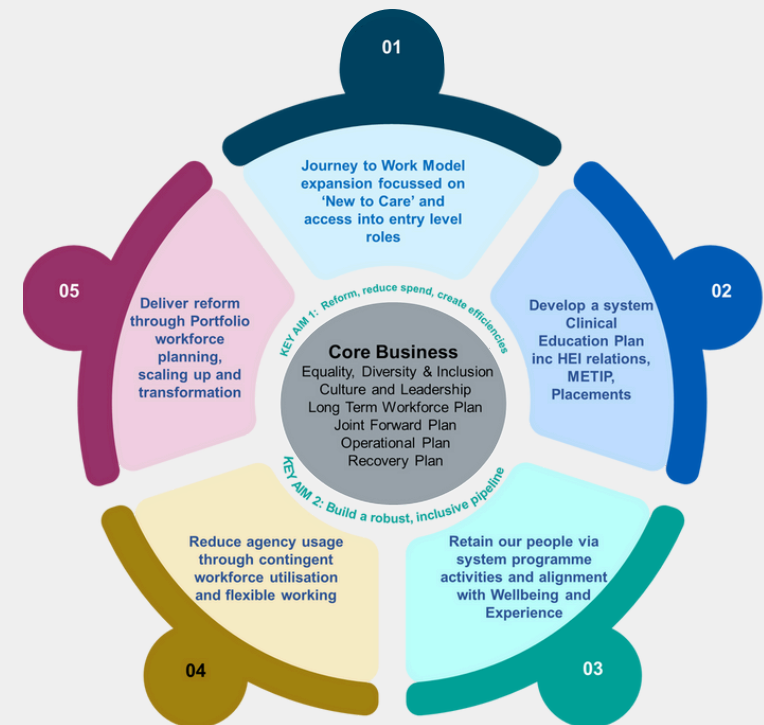 01
Journey to Work Model
expansion focussed on
‘New to Care’ and
access into entry level
roles
02
Develop a system
Clinical
Education Plan
inc HEI relations,
METIP,
Placements
03
Retain our people via
system programme
activities and alignment
with Wellbeing and
Experience
04
Reduce agency usage
through contingent
workforce utilisation
and flexible working
05
Deliver reform
through Portfolio
workforce
planning,
scaling up and
transformation
KEY AIM 1: Reform, reduce spend, create efficiencies
Core Business
Equality, Diversity & Inclusion
Culture and Leadership
Long Term Workforce Plan
Joint Forward Plan
Operational Plan
Recovery Plan
KEY AIM 2: Build a robust, inclusive pipeline